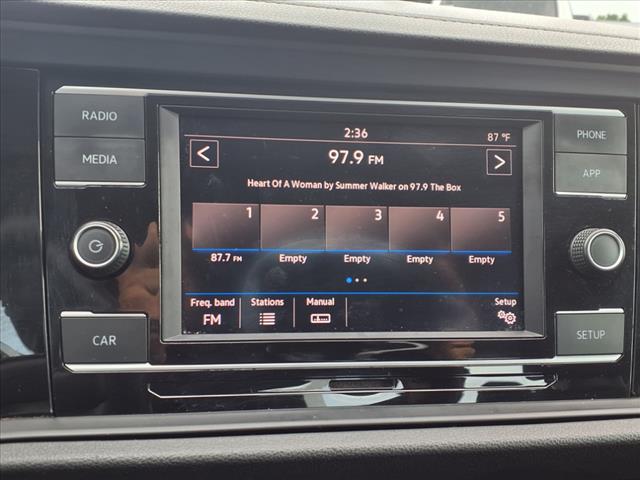 RADIO
MEDIA
CAR
2:36 87 °F
97.9 FM
Heart Of A Woman by Summer Walker on 97.9 The Box
1 2 3 4 5
87.7 FM Empty Empty Empty Empty
Freq. band Stations Manual Setup
FM
PHONE
APP
SETUP